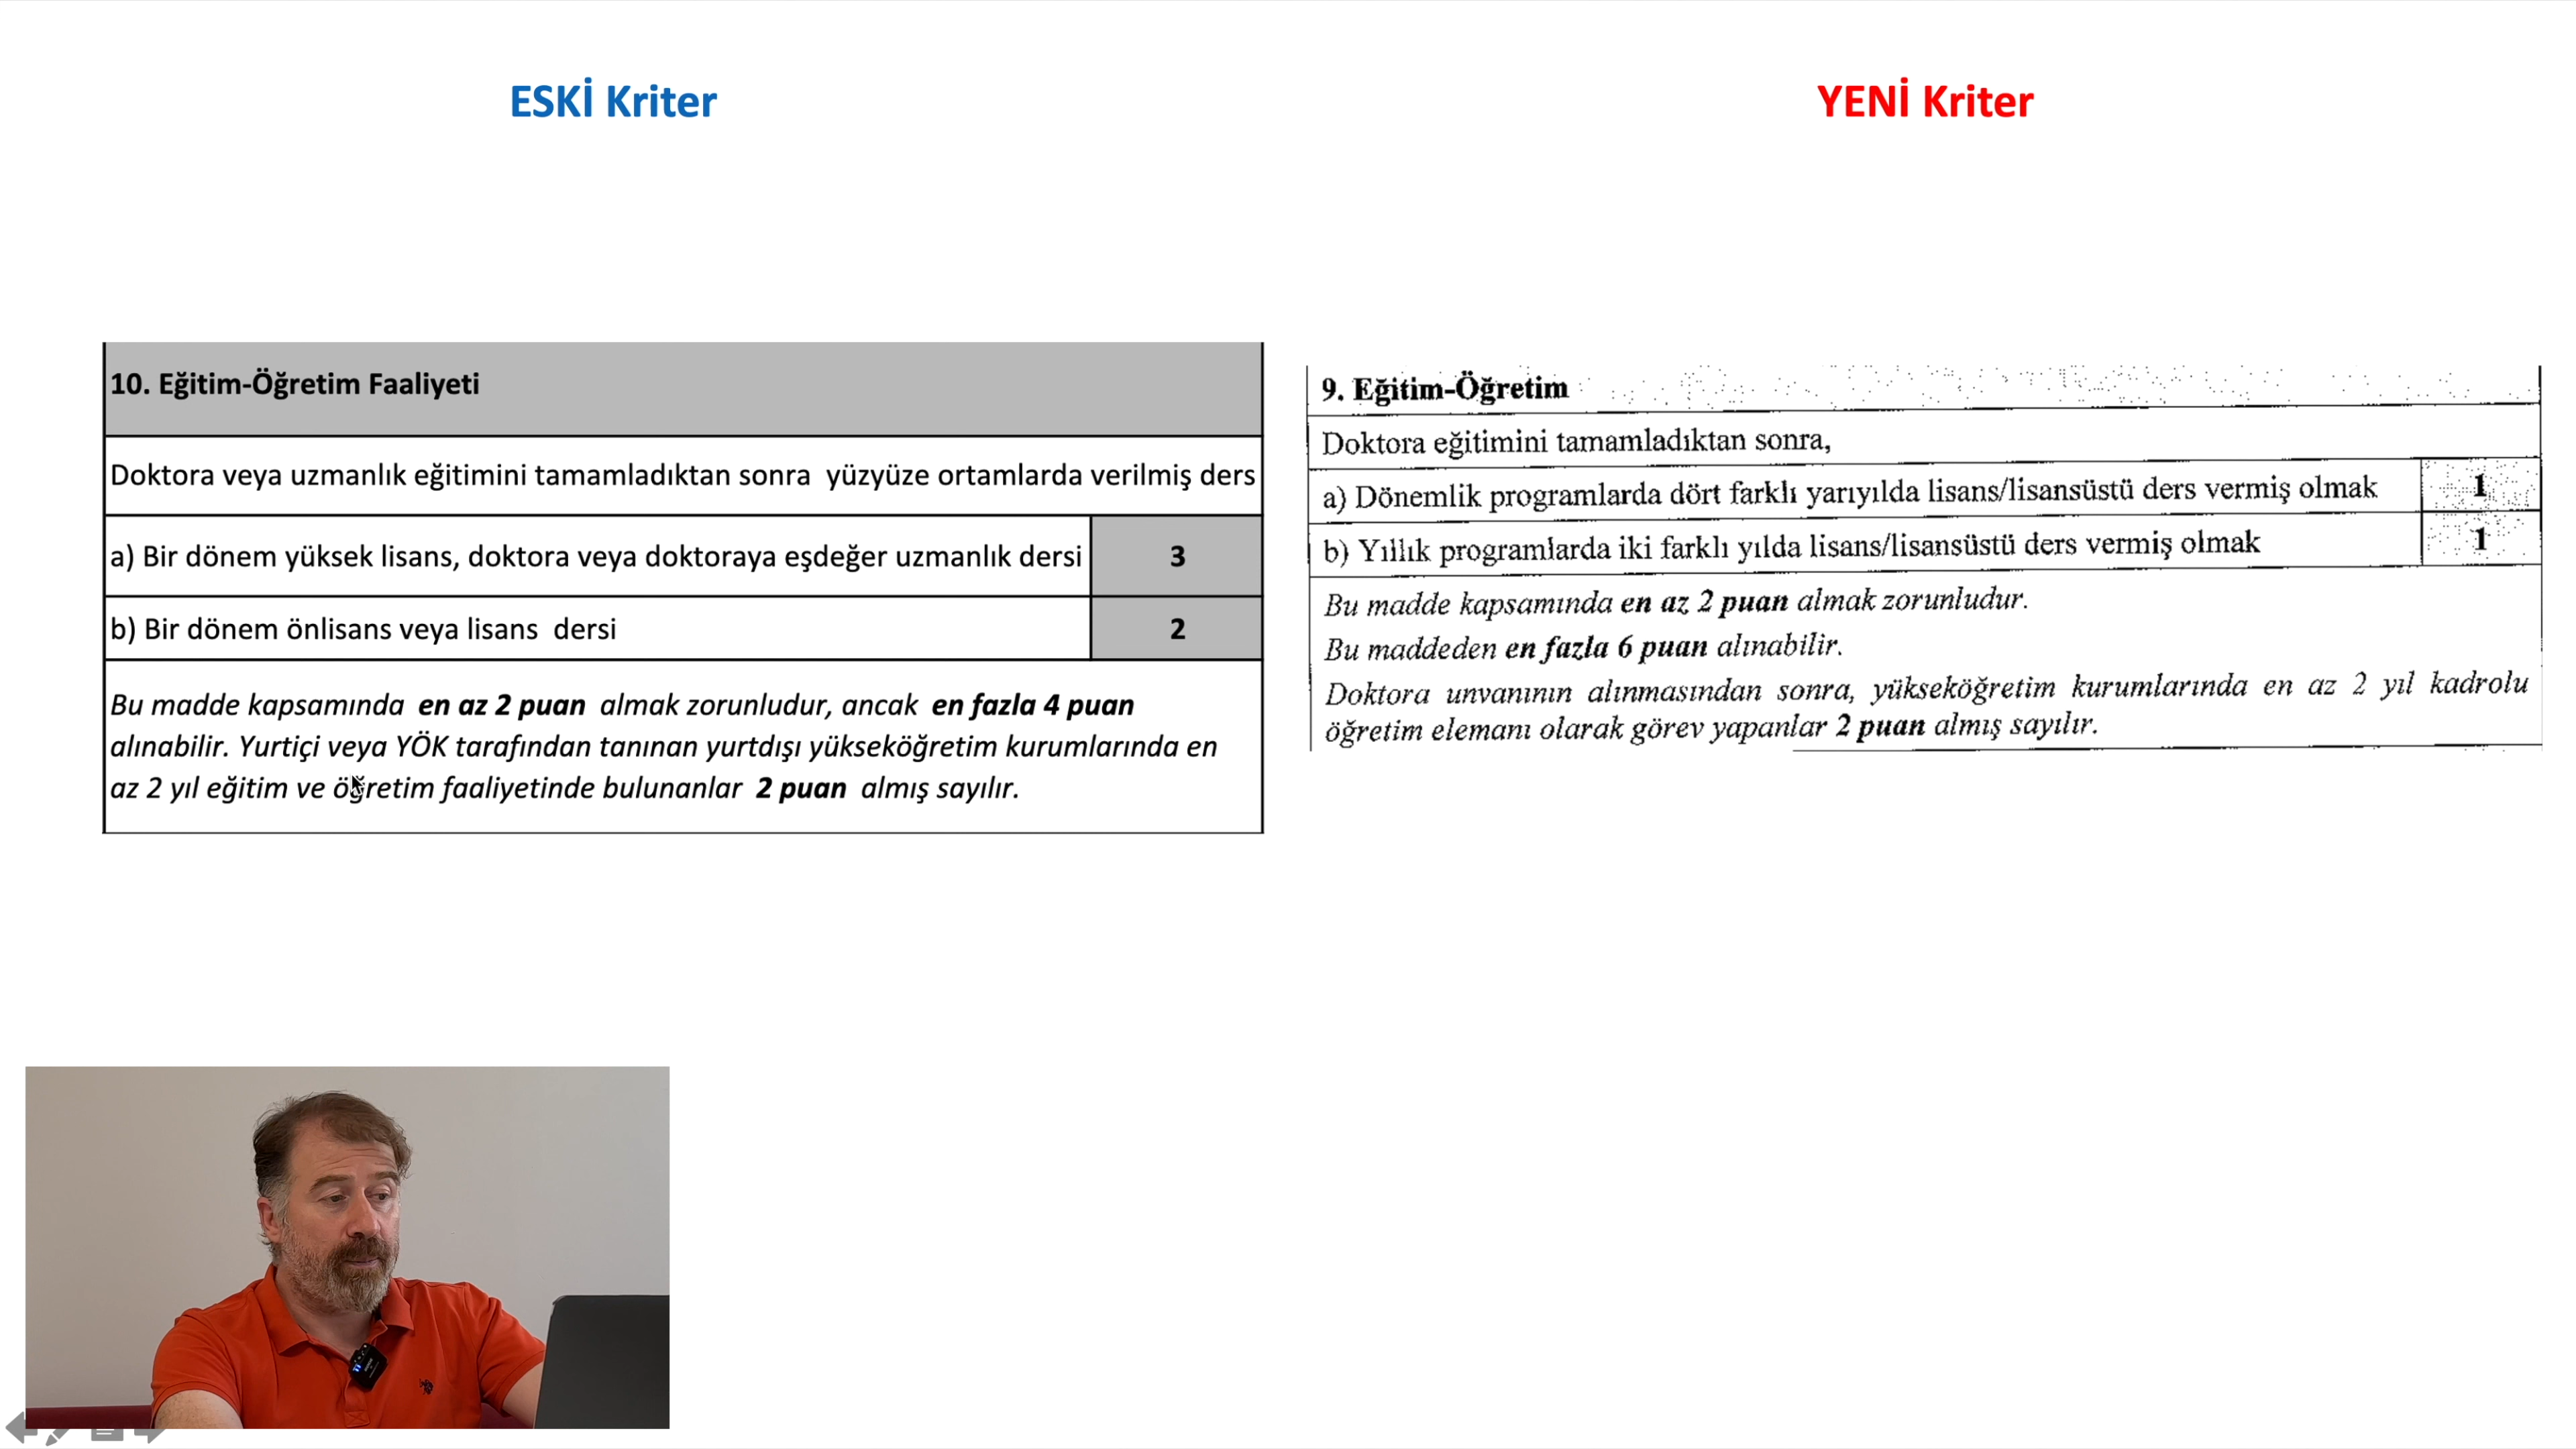 ESKİ Kriter
YENİ Kriter
10. Eğitim-Öğretim Faaliyeti
Doktora veya uzmanlık eğitimini tamamladıktan sonra yüzyüze ortamlarda verilmiş ders
a) Bir dönem yüksek lisans, doktora veya doktoraya eşdeğer uzmanlık dersi
3
b) Bir dönem önlisans veya lisans dersi
2
Bu madde kapsamında en az 2 puan almak zorunludur, ancak en fazla 4 puan
alınabilir. Yurtiçi veya YÖK tarafından tanınan yurtdışı yükseköğretim kurumlarında en
az 2 yıl eğitim ve öğretim faaliyetinde bulunanlar 2 puan almış sayılır.
9. Eğitim-Öğretim
Doktora eğitimini tamamladıktan sonra,
a) Dönemlik programlarda dört farklı yarıyılda lisans/lisansüstü ders vermiş olmak
1
b) Yıllık programlarda iki farklı yılda lisans/lisansüstü ders vermiş olmak
1
Bu madde kapsamında en az 2 puan almak zorunludur.
Bu maddeden en fazla 6 puan alınabilir.
Doktora unvanının alınmasından sonra, yükseköğretim kurumlarında en az 2 yıl kadrolu
öğretim elemanı olarak görev yapanlar 2 puan almış sayılır.